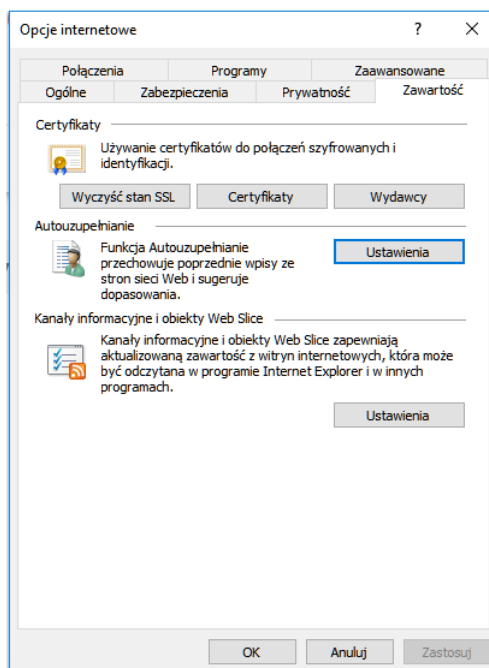 Opcje internetowe
Połączenia Programy Zaawansowane
Ogólne Zabezpieczenia Prywatność Zawartość
Certyfikaty
Używanie certyfikatów do połączeń szyfrowanych i
identyfikacji.
Wyczyść stan SSL Certyfikaty Wydawcy
Autouzupełnianie
Funkcja Autouzupełnianie
przechowuje poprzednie wpisy ze
stron sieci Web i sugeruje
dopasowania.
Ustawienia
Kanały informacyjne i obiekty Web Slice
Kanały informacyjne i obiekty Web Slice zapewniają
aktualizowaną zawartość z witryn internetowych, która może
być odczytana w programie Internet Explorer i w innych
programach.
Ustawienia
OK Anuluj Zastosuj